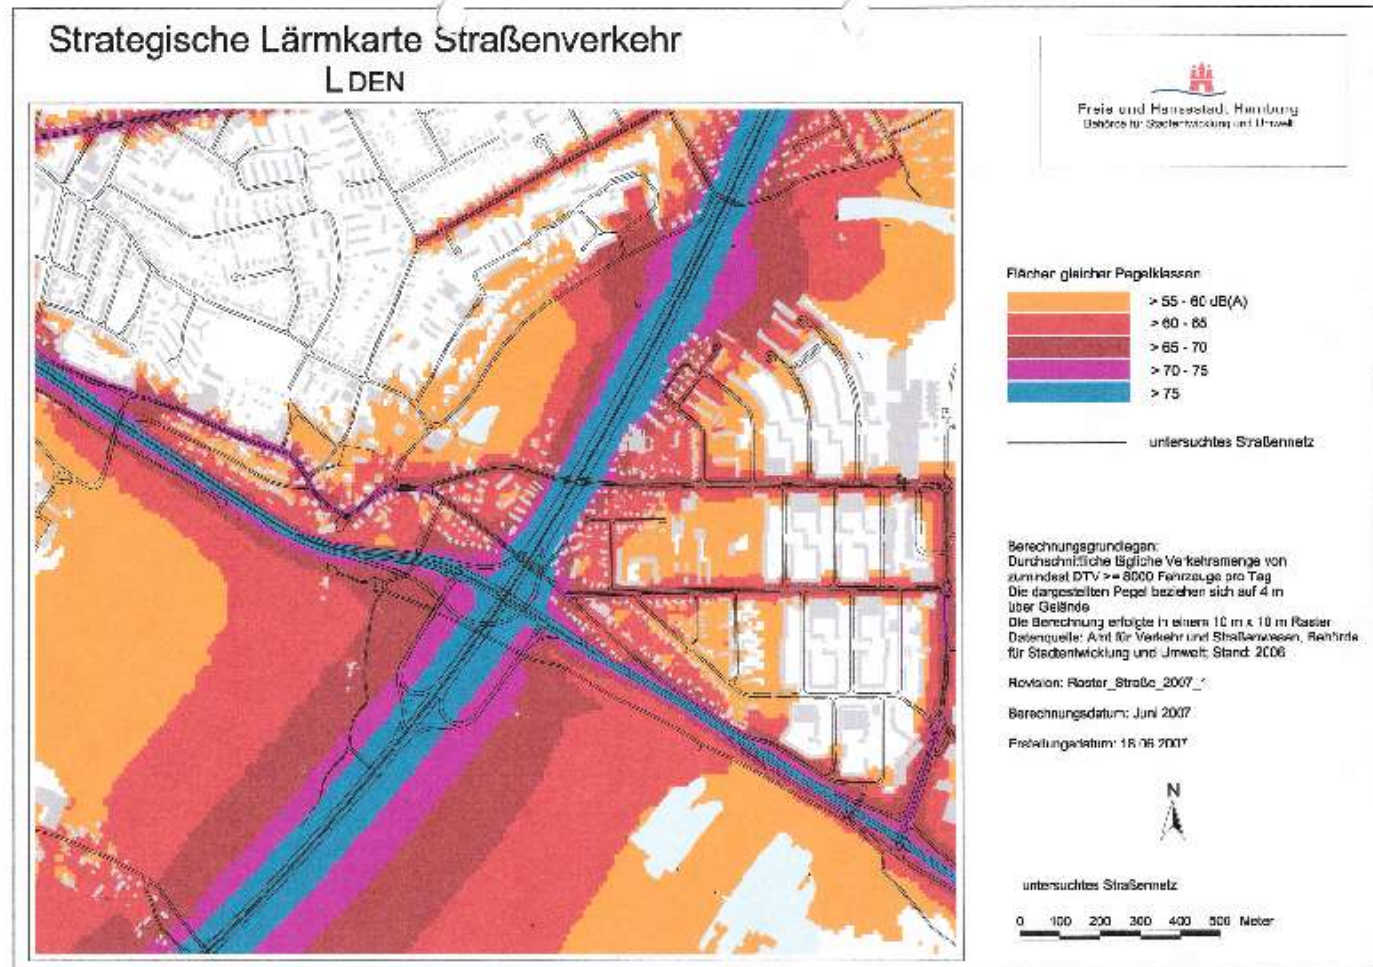 Strategische Lärmkarte Straßenverkehr
LDEN
Freie und Hansestadt Hamburg
Behörde für Stadtentwicklung und Umwelt
Flächen gleicher Pegelklassen
> 55 - 60 dB(A)
> 60 - 65
> 65 - 70
> 70 - 75
> 75
untersuchtes Straßennetz
Berechnungsgrundlagen:
Durchschnittliche tägliche Verkehrsmenge von
zumindest DTV >= 8000 Fahrzeuge pro Tag
Die dargestellten Pegel beziehen sich auf 4 m
über Gelände
Die Berechnung erfolgte in einem 10 m x 10 m Raster
Datenquelle: Amt für Verkehr und Straßenwesen, Behörde
für Stadtentwicklung und Umwelt; Stand: 2006
Revision: Raster_Straße_2007_
Berechnungsdatum: Juni 2007
Erstellungsdatum: 18.06.2007
N
untersuchtes Straßennetz
0 100 200 300 400 500 Meter